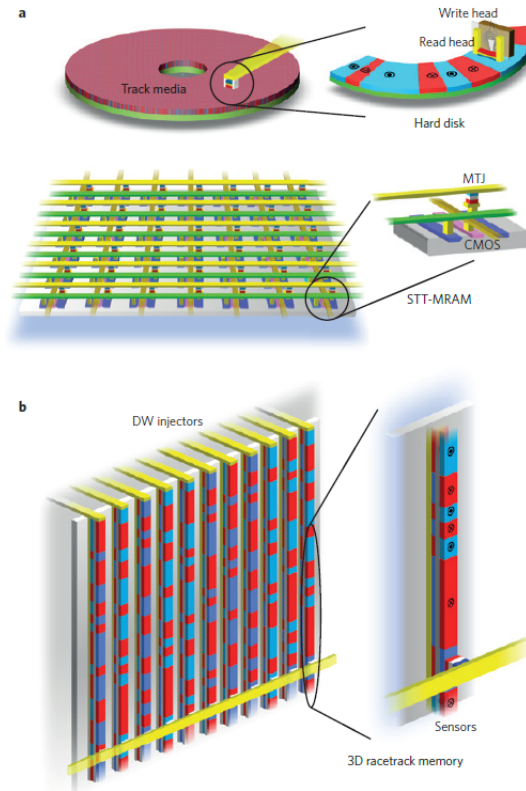 a
Write head
Read head
Track media
Hard disk
MTJ
CMOS
STT-MRAM
b
DW injectors
Sensors
3D racetrack memory